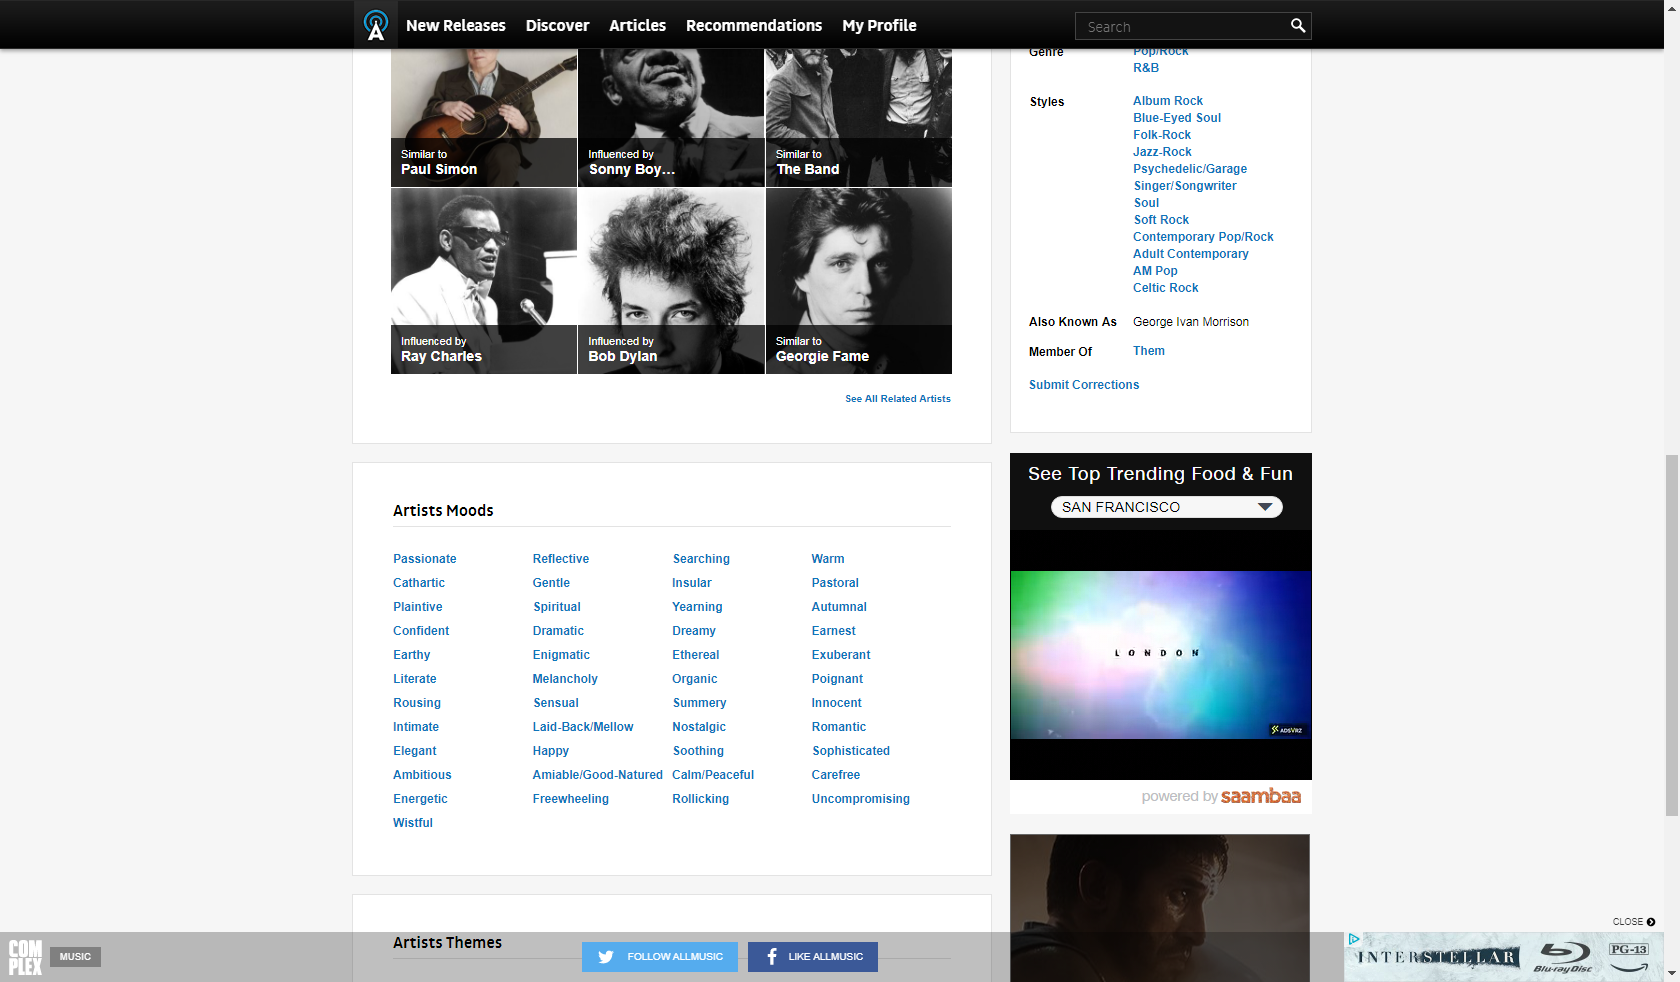 New Releases
Discover
Articles
Recommendations
My Profile
Search
Similar to
Paul Simon
Influenced by
Sonny Boy...
Similar to
The Band
Influenced by
Ray Charles
Influenced by
Bob Dylan
Similar to
Georgie Fame
See All Related Artists
Genre
Pop/Rock
R&B
Styles
Album Rock
Blue-Eyed Soul
Folk-Rock
Jazz-Rock
Psychedelic/Garage
Singer/Songwriter
Soul
Soft Rock
Contemporary Pop/Rock
Adult Contemporary
AM Pop
Celtic Rock
Also Known As George Ivan Morrison
Member Of Them
Submit Corrections
Artists Moods
Passionate Reflective Searching Warm
Cathartic Gentle Insular Pastoral
Plaintive Spiritual Yearning Autumnal
Confident Dramatic Dreamy Earnest
Earthy Enigmatic Ethereal Exuberant
Literate Melancholy Organic Poignant
Rousing Sensual Summery Innocent
Intimate Laid-Back/Mellow Nostalgic Romantic
Elegant Happy Soothing Sophisticated
Ambitious Amiable/Good-Natured Calm/Peaceful Carefree
Energetic Freewheeling Rollicking Uncompromising
Wistful
See Top Trending Food & Fun
SAN FRANCISCO
LONDON
ADSVRZ
powered by saambaa
Artists Themes
COMPLEX
MUSIC
FOLLOW ALLMUSIC
LIKE ALLMUSIC
CLOSE
INTERSTELLAR
Blu-ray Disc
PG-13